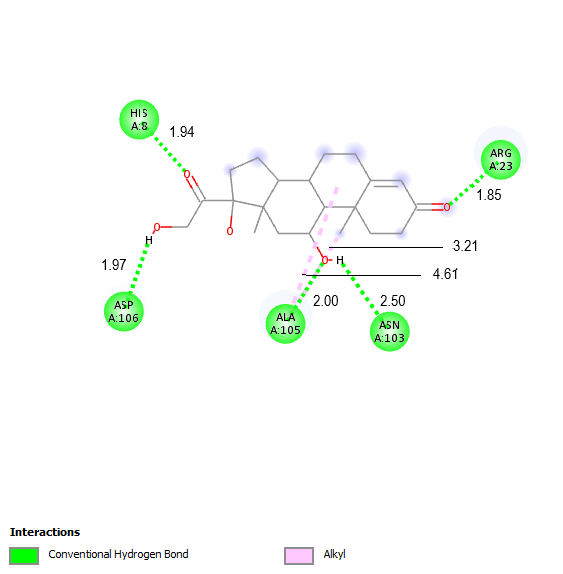 HIS
A:8
1.94
ARG
A:23
1.85
O
O
O
O
H
3.21
O- H
1.97
4.61
ASP
A:106
2.00
2.50
ALA
A:105
ASN
A:103
Interactions
Conventional Hydrogen Bond
Alkyl